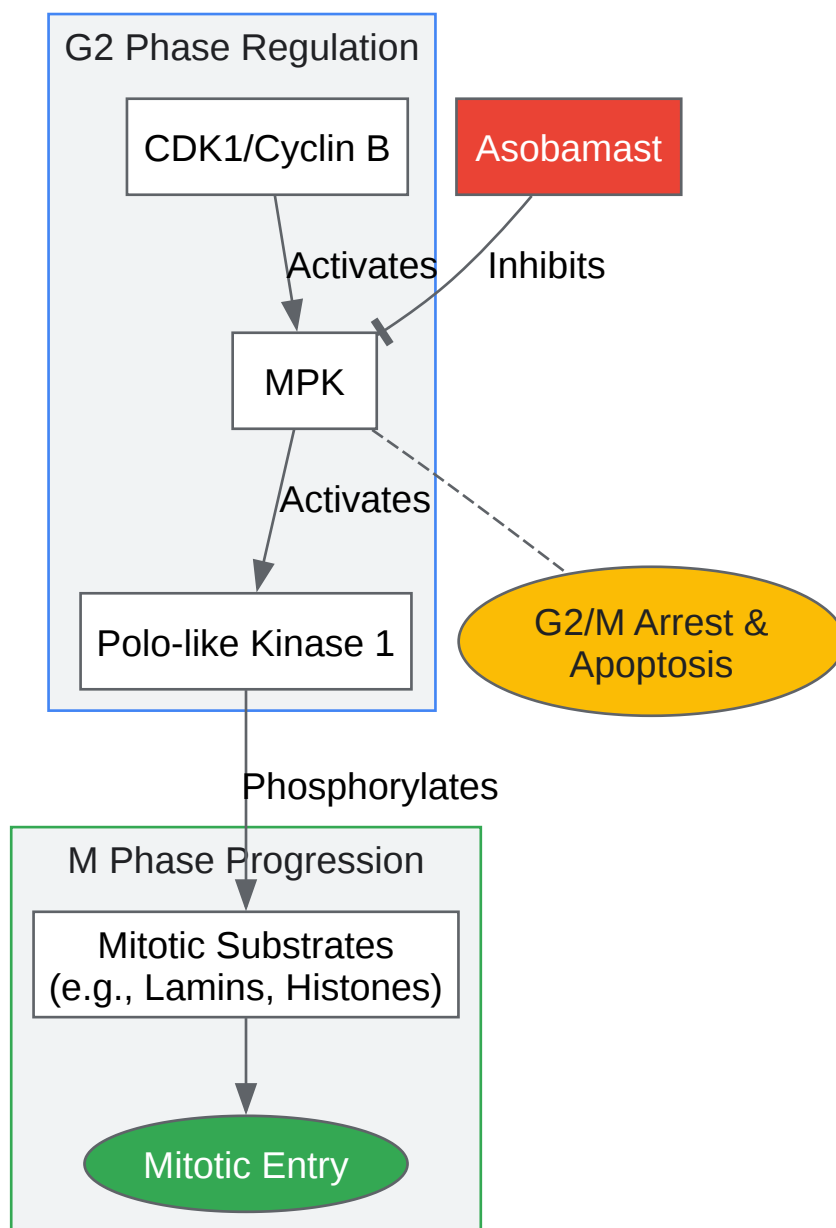 G2 Phase Regulation
CDK1/Cyclin B
Asobamast
Activates
Inhibits
MPK
Activates
Polo-like Kinase 1
G2/M Arrest &
Apoptosis
Phosphorylates
M Phase Progression
Mitotic Substrates
(e.g., Lamins, Histones)
Mitotic Entry